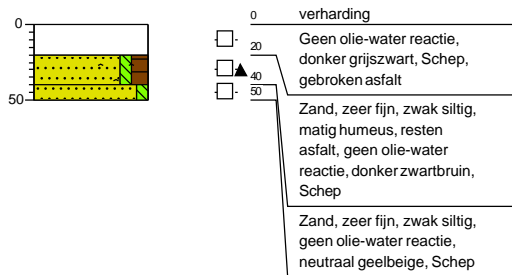 0
50
0
20
40
50
verharding
Geen olie-water reactie,
donker grijszwart, Schep,
gebroken asfalt
Zand, zeer fijn, zwak siltig,
matig humeus, resten
asfalt, geen olie-water
reactie, donker zwartbruin,
Schep
Zand, zeer fijn, zwak siltig,
geen olie-water reactie,
neutraal geelbeige, Schep